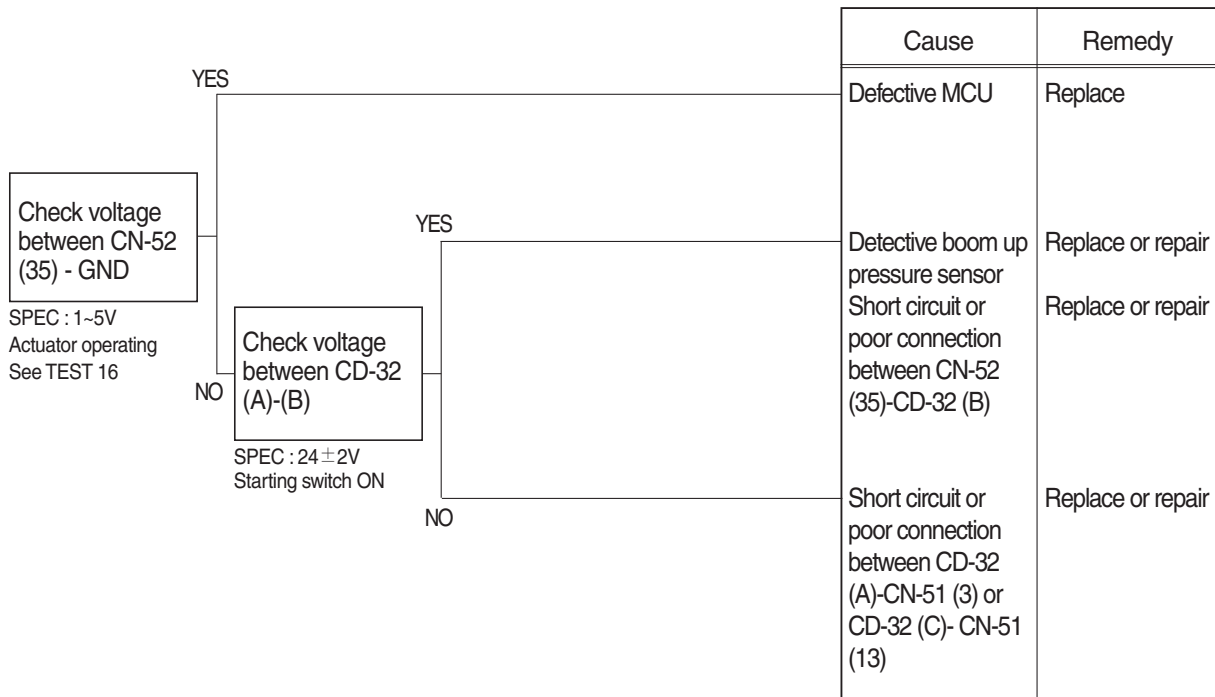 Cause
Remedy
YES
Defective MCU
Replace
Check voltage
between CN-52
(35) - GND
SPEC : 1~5V
Actuator operating
See TEST 16
YES
Detective boom up
pressure sensor
Replace or repair
Short circuit or
poor connection
between CN-52
(35)-CD-32 (B)
Replace or repair
NO
Check voltage
between CD-32
(A)-(B)
SPEC : 24±2V
Starting switch ON
NO
Short circuit or
poor connection
between CD-32
(A)-CN-51 (3) or
CD-32 (C)- CN-51
(13)
Replace or repair